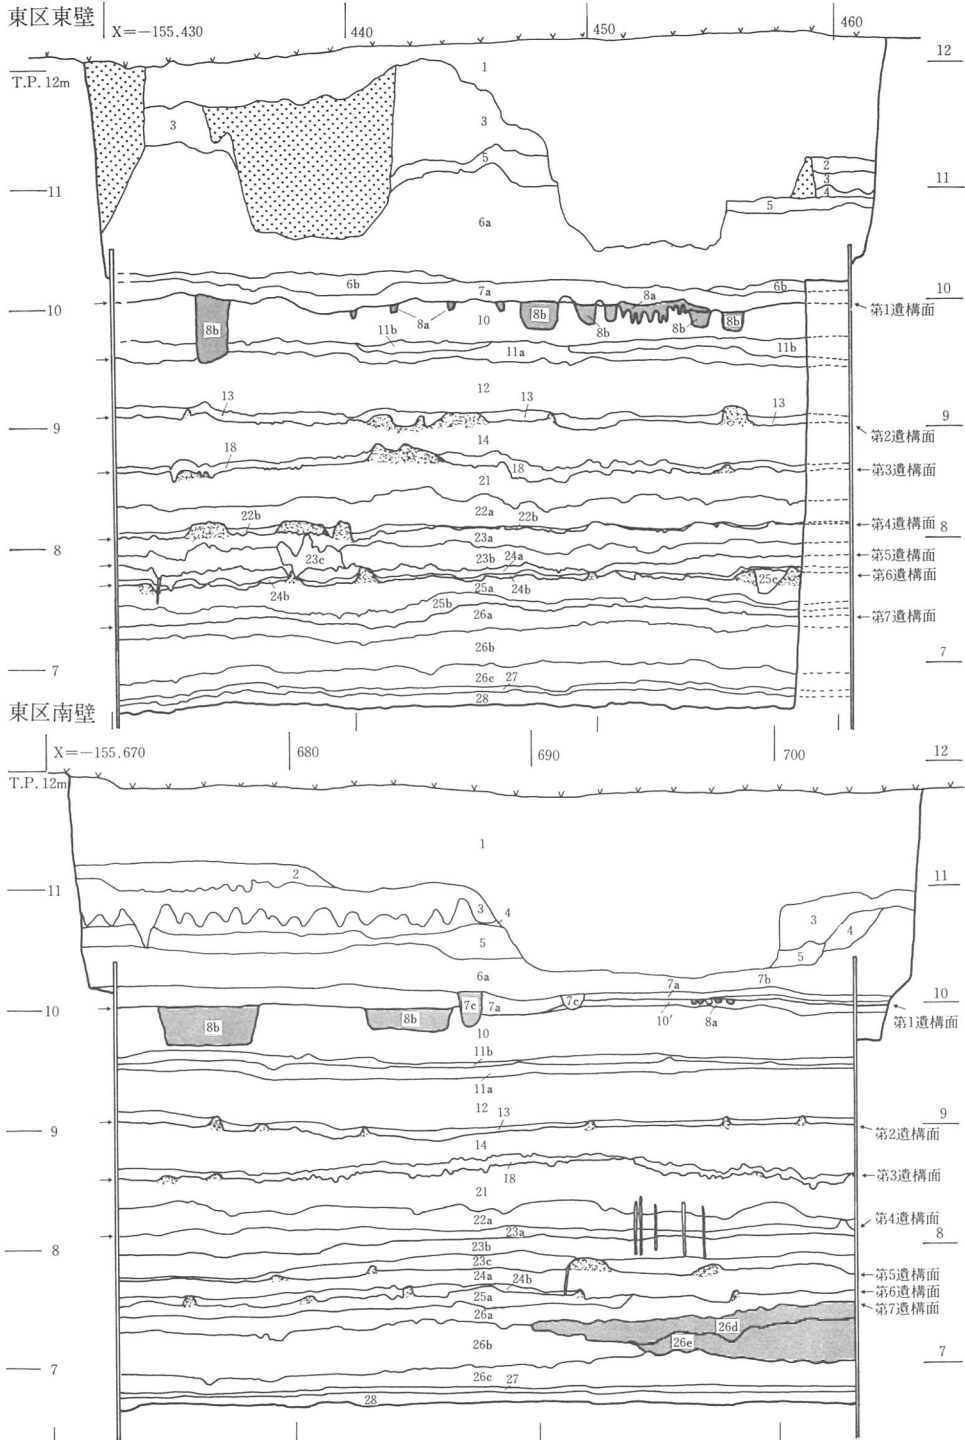 東区東壁
X=-155.430
440
450
460
T.P. 12m
12
1
3
3
5
2
3
4
5
11
11
6a
6b
7a
8a
6b
10
10
第1遺構面
8b
8a
10
8b
8b
8b
8b
11b
11a
11b
12
13
13
13
9
9
第2遺構面
14
18
18
第3遺構面
21
22a
22b
22b
第4遺構面
8
23a
8
23c
23b
24a
第5遺構面
25c
第6遺構面
24b
25a
24b
25b
26a
第7遺構面
26b
7
7
26c
27
28
東区南壁
X=-155.670
680
690
700
T.P. 12m
12
1
2
11
11
3
4
3
4
5
5
6a
7a
7b
7c
7a
7c
10
10
8b
8b
10
10′
8a
第1遺構面
11b
11a
12
13
9
9
第2遺構面
14
18
第3遺構面
21
22a
第4遺構面
23a
8
8
23b
23c
24a
24b
第5遺構面
25a
第6遺構面
26a
第7遺構面
26d
26b
26e
7
7
26c
27
28